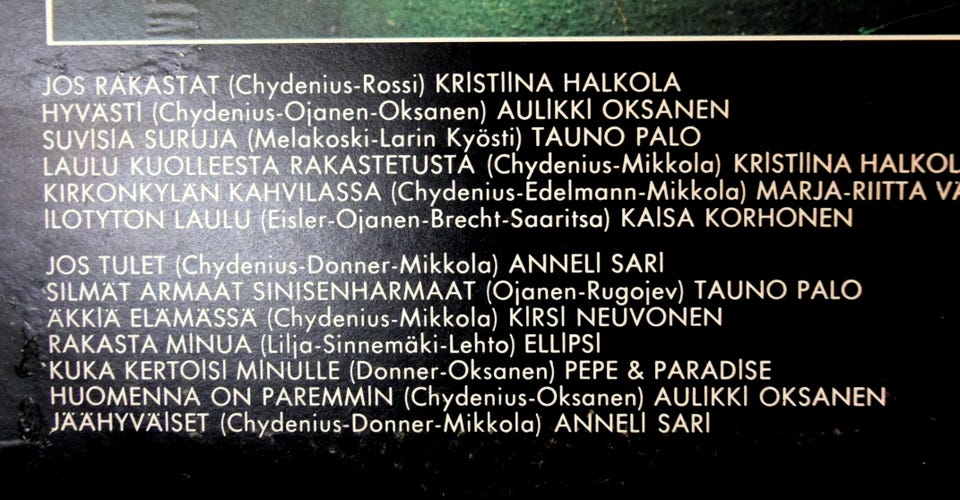 JOS RAKASTAT (Chydenius-Rossi) KRISTIINA HALKOLA
HYVÄSTI (Chydenius-Ojanen-Oksanen) AULIKKI OKSANEN
SUVISIA SURUJA (Melakoski-Larin Kyösti) TAUNO PALO
LAULU KUOLLEESTA RAKASTETUSTA (Chydenius-Mikkola) KRISTIINA HALKOL
KIRKONKYLÄN KAHVILASSA (Chydenius-Edelmann-Mikkola) MARJA-RIITTA VÄ
ILOTYTÖN LAULU (Eisler-Ojanen-Brecht-Saaritsa) KAISA KORHONEN
JOS TULET (Chydenius-Donner-Mikkola) ANNELI SARI
SILMÄT ARMAAT SINISENHARMAAT (Ojanen-Rugojev) TAUNO PALO
ÄKKIÄ ELÄMÄSSÄ (Chydenius-Mikkola) KIRSI NEUVONEN
RAKASTA MINUA (Lilja-Sinnemäki-Lehto) ELLIPSI
KUKA KERTOISI MINULLE (Donner-Oksanen) PEPE & PARADISE
HUOMENNA ON PAREMMIN (Chydenius-Oksanen) AULIKKI OKSANEN
JÄÄHYVÄISET (Chydenius-Donner-Mikkola) ANNELI SARI